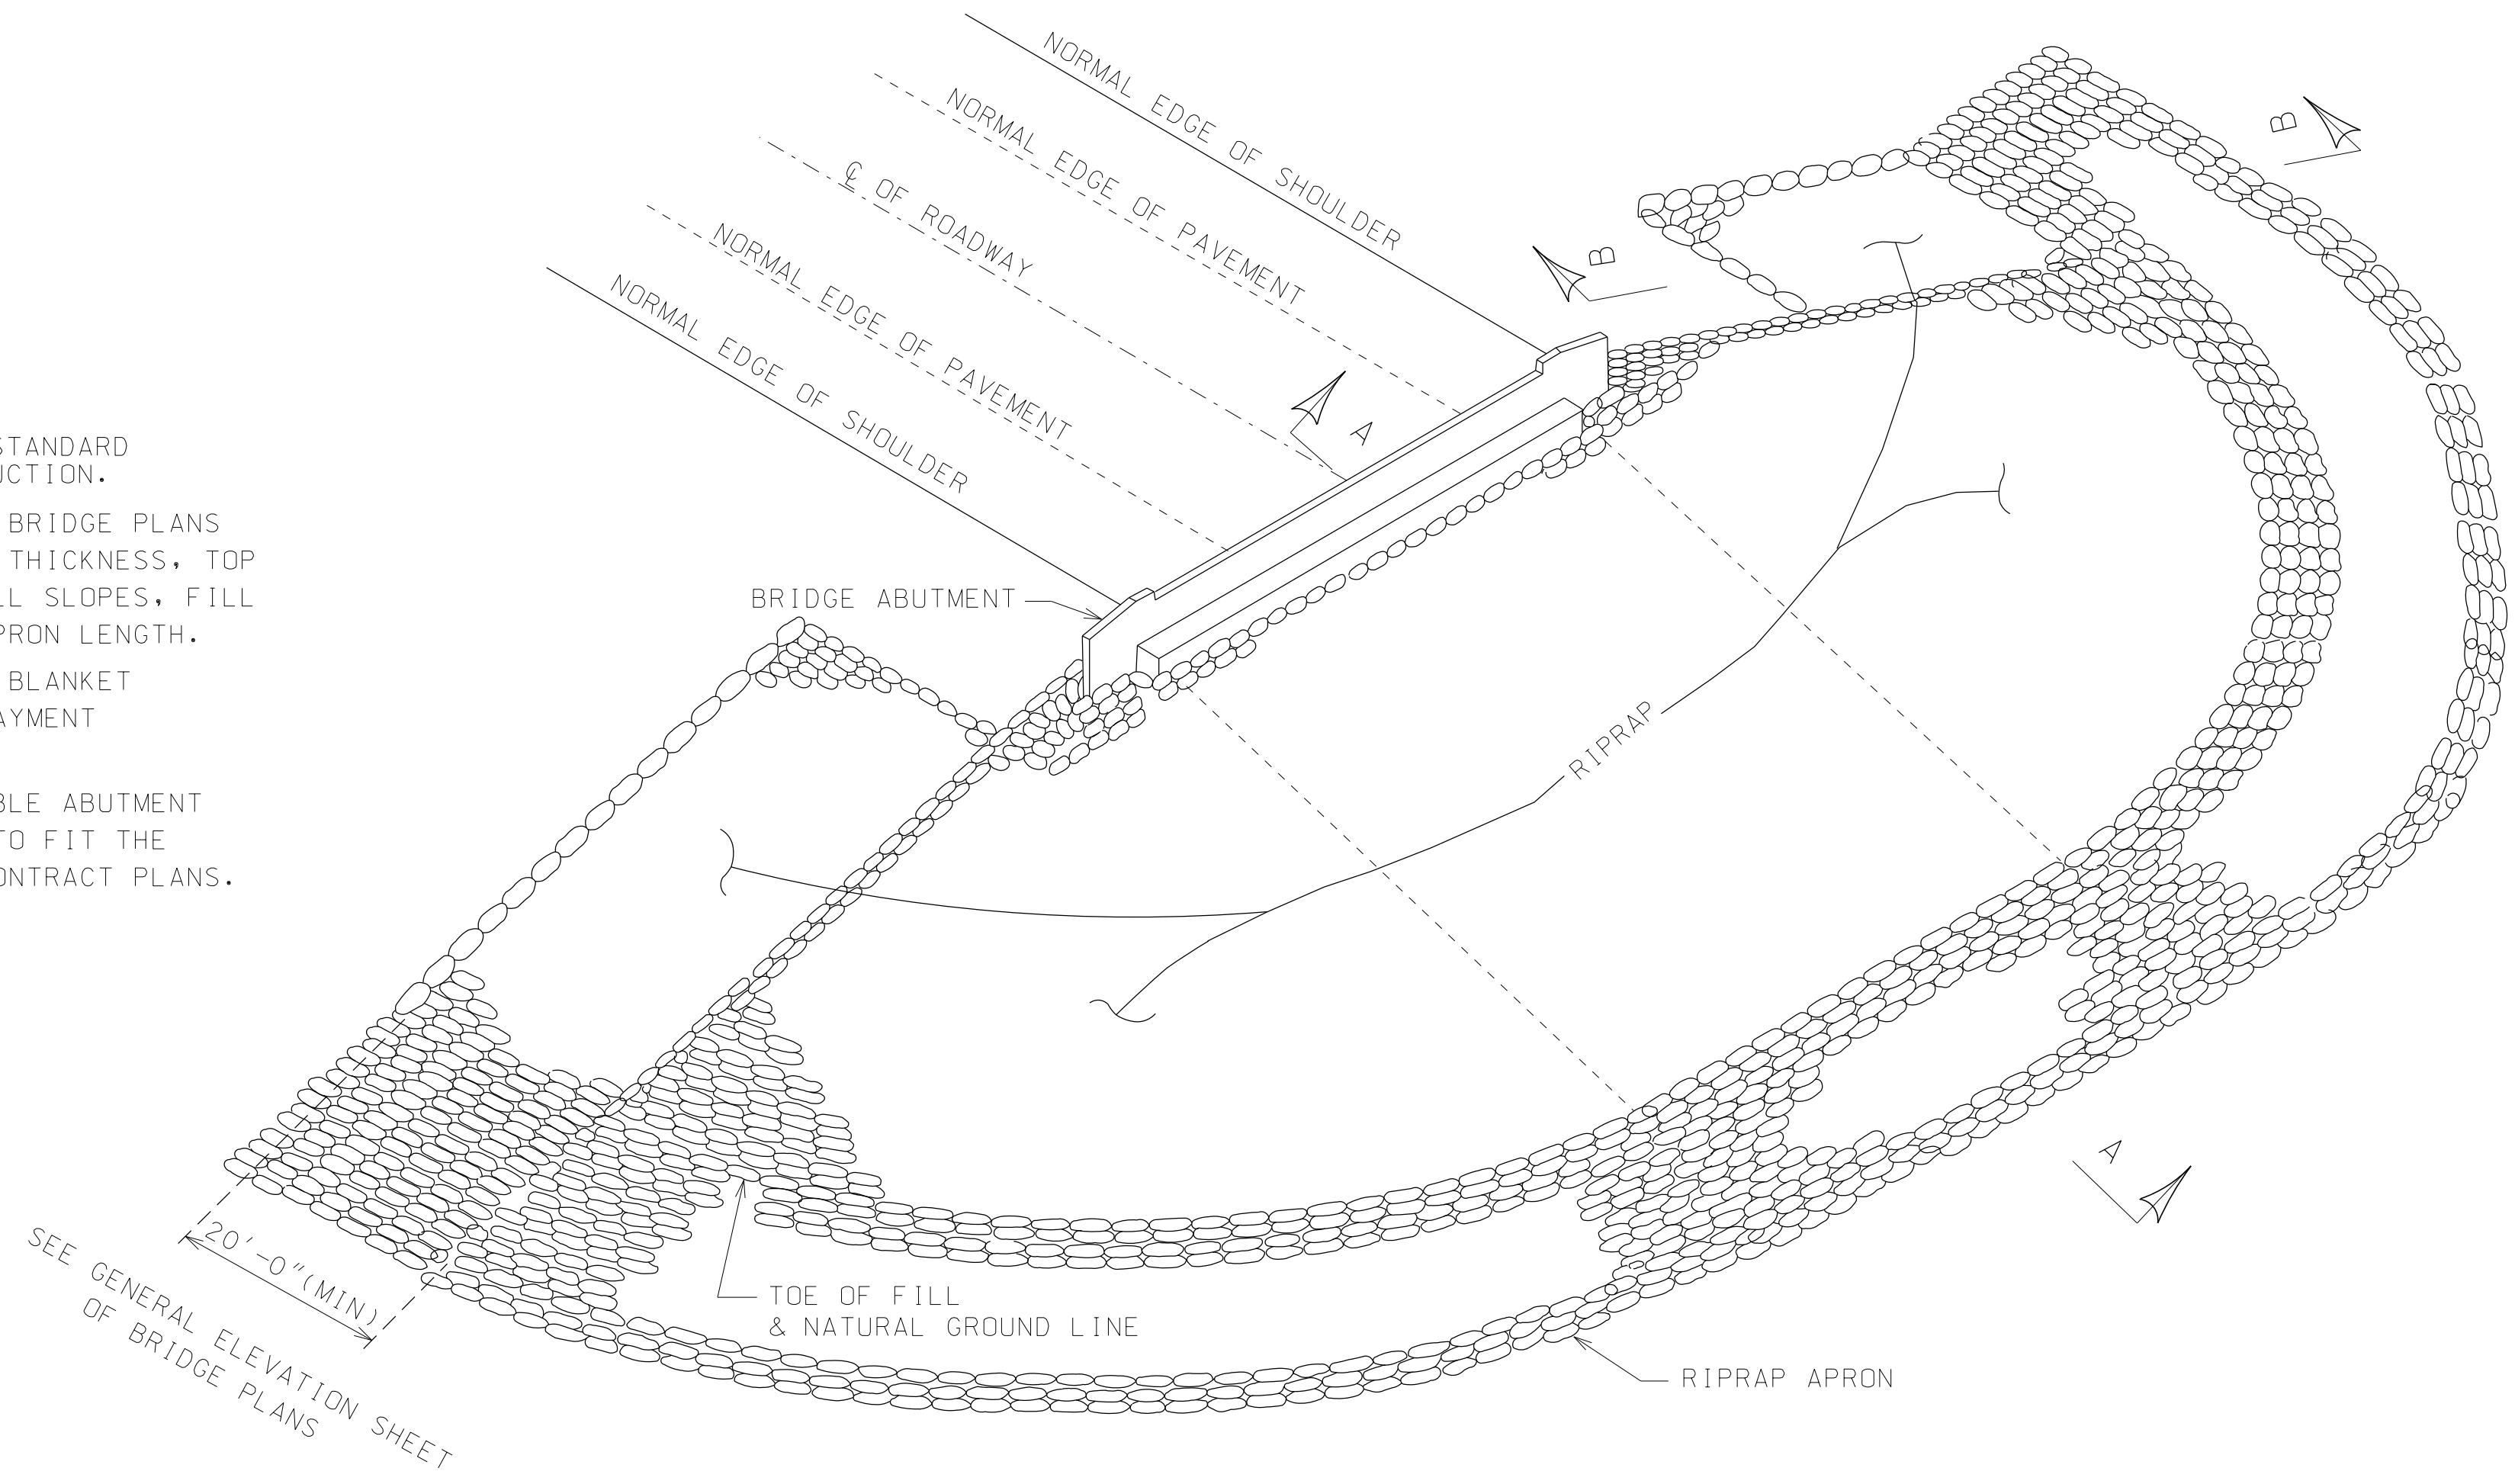 NORMAL EDGE OF SHOULDER
NORMAL EDGE OF PAVEMENT
℄ OF ROADWAY
NORMAL EDGE OF PAVEMENT
NORMAL EDGE OF SHOULDER
B
B
A
STANDARD
UCTION.
BRIDGE PLANS
THICKNESS, TOP
LL SLOPES, FILL
PRON LENGTH.
BLANKET
AYMENT
BLE ABUTMENT
TO FIT THE
ONTRACT PLANS.
BRIDGE ABUTMENT
RIPRAP
A
20'-0"(MIN)
SEE GENERAL ELEVATION SHEET
OF BRIDGE PLANS
TOE OF FILL
& NATURAL GROUND LINE
RIPRAP APRON